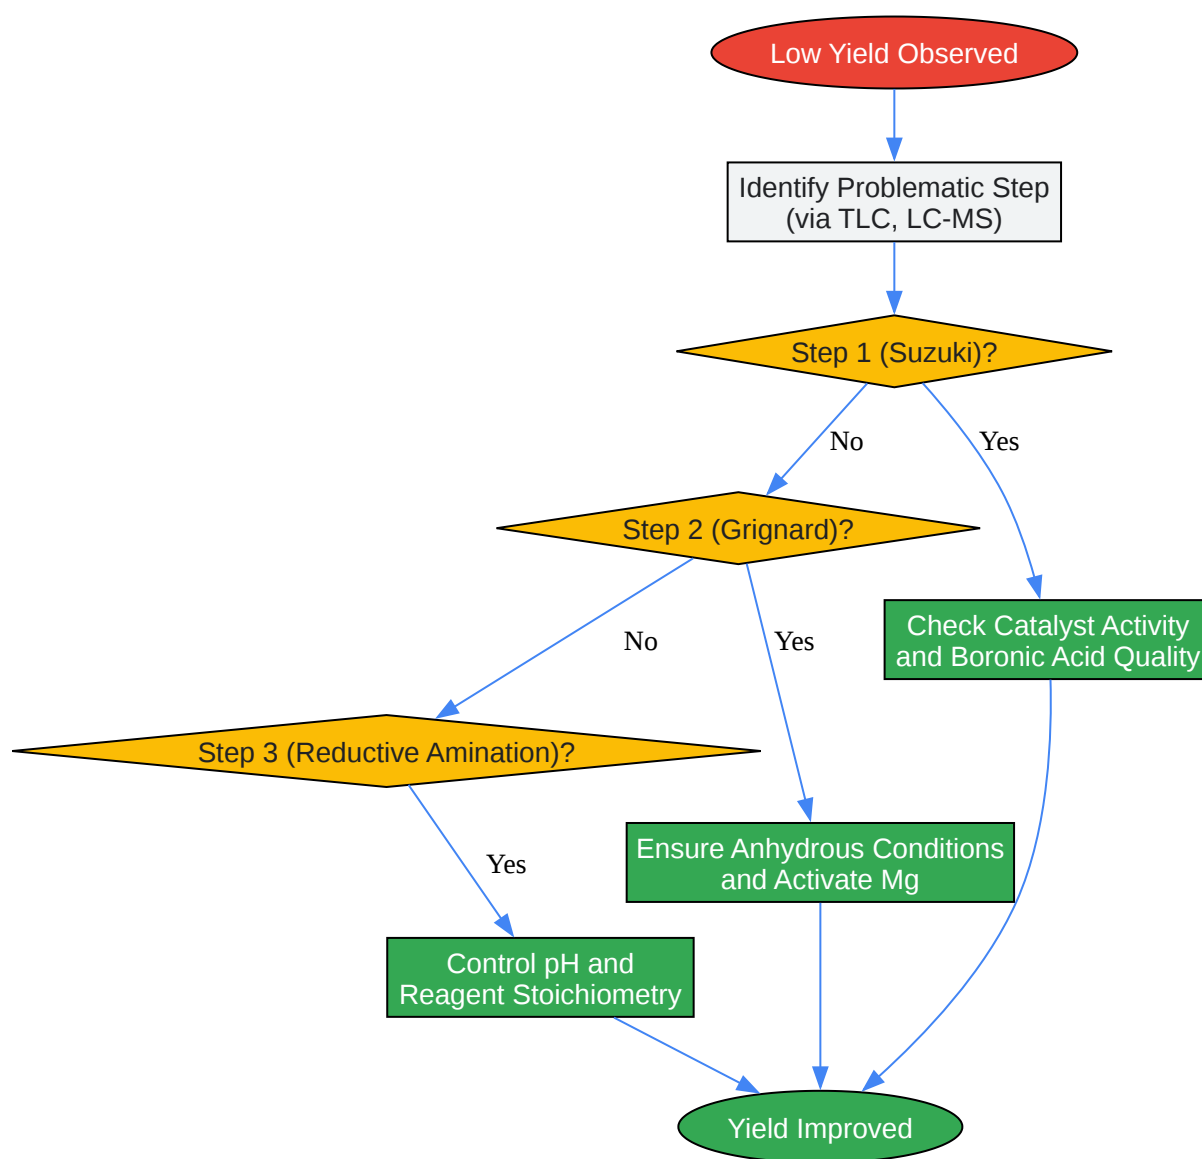 Low Yield Observed
Identify Problematic Step
(via TLC, LC-MS)
Step 1 (Suzuki)?
No
Yes
Step 2 (Grignard)?
Check Catalyst Activity
and Boronic Acid Quality
No
Yes
Step 3 (Reductive Amination)?
Ensure Anhydrous Conditions
and Activate Mg
Yes
Control pH and
Reagent Stoichiometry
Yield Improved